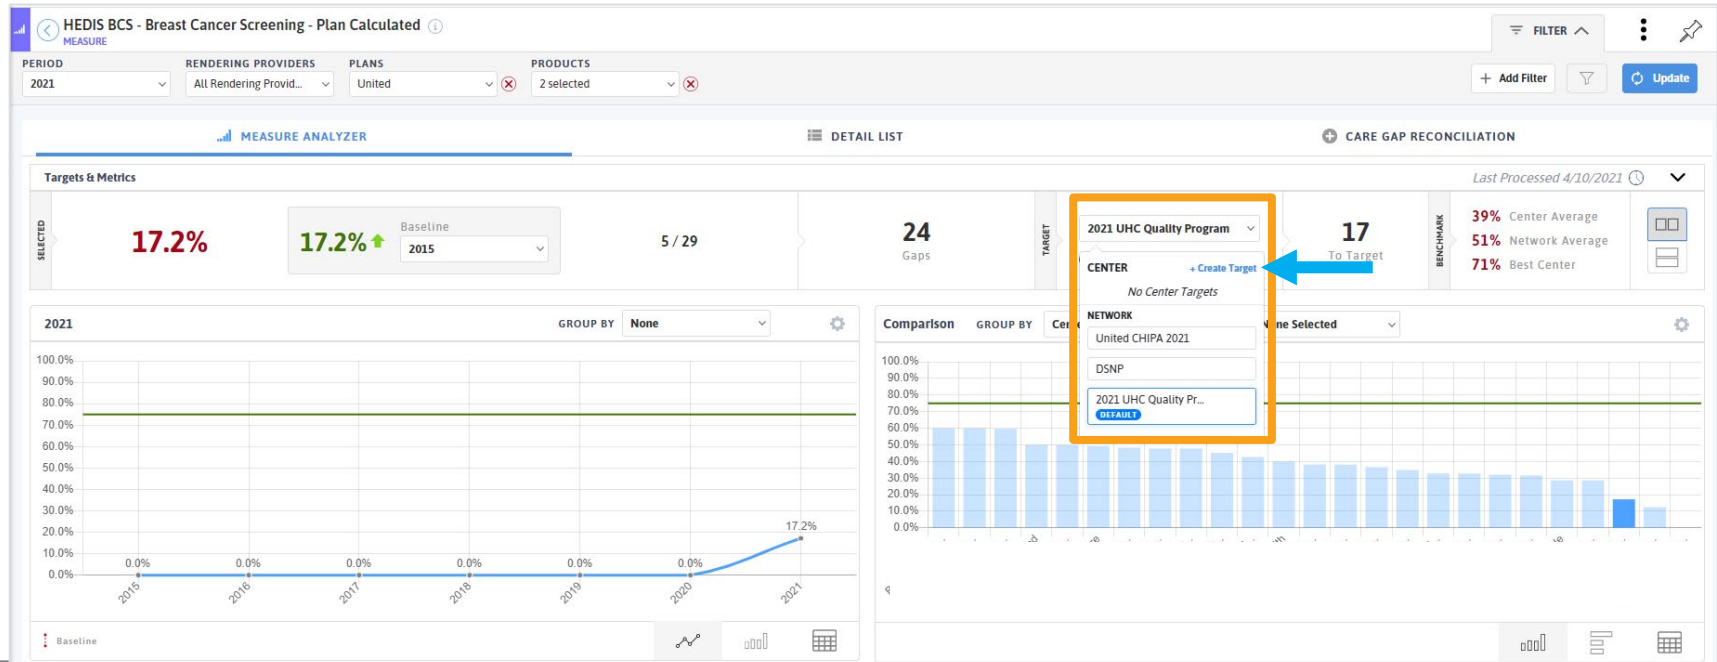 HEDIS BCS - Breast Cancer Screening - Plan Calculated
MEASURE
FILTER
PERIOD
RENDERING PROVIDERS
PLANS
PRODUCTS
2021
All Rendering Provid...
United
2 selected
+ Add Filter
Update
MEASURE ANALYZER
DETAIL LIST
CARE GAP RECONCILIATION
Targets & Metrics
Last Processed 4/10/2021
SELECTED
17.2%
17.2%
Baseline
2015
5 / 29
24
Gaps
TARGET
2021 UHC Quality Program
CENTER
+ Create Target
No Center Targets
NETWORK
United CHIPA 2021
DSNP
2021 UHC Quality Pr...
DEFAULT
17
To Target
BENCHMARK
39% Center Average
51% Network Average
71% Best Center
2021
GROUP BY
None
100.0%
90.0%
80.0%
70.0%
60.0%
50.0%
40.0%
30.0%
20.0%
10.0%
0.0%
0.0%
0.0%
0.0%
0.0%
0.0%
0.0%
17.2%
2015
2016
2017
2018
2019
2020
2021
Baseline
Comparison
GROUP BY
Selected
100.0%
90.0%
80.0%
70.0%
60.0%
50.0%
40.0%
30.0%
20.0%
10.0%
0.0%